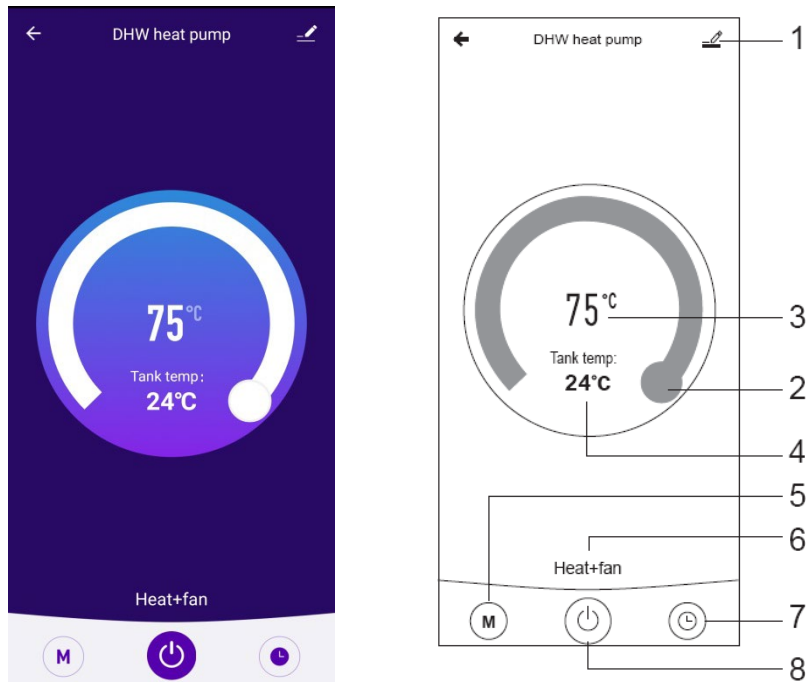 DHW heat pump
75°C
Tank temp:
24°C
Heat+fan
M
DHW heat pump
1
75°C
3
Tank temp:
24°C
2
4
5
6
Heat+fan
M
7
8